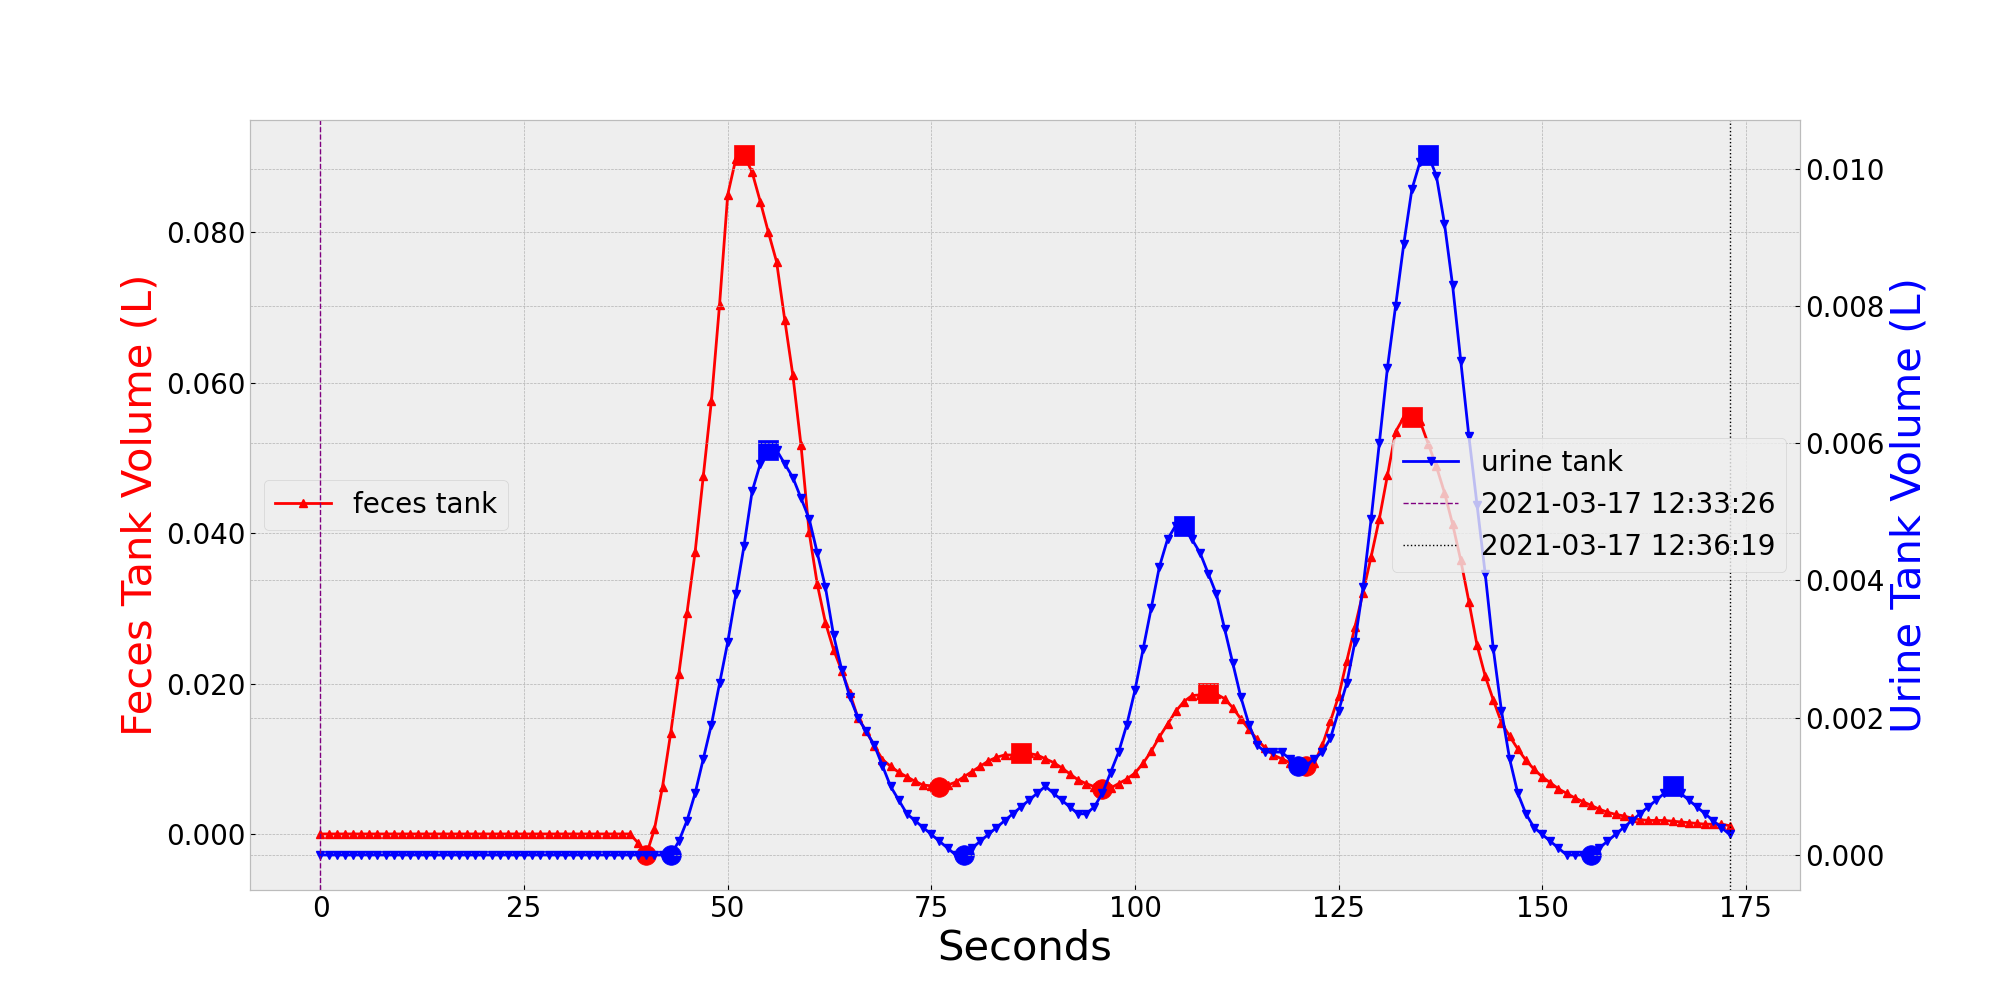 Feces Tank Volume (L)
0.080
0.060
0.040
0.020
0.000
feces tank
urine tank
2021-03-17 12:33:26
2021-03-17 12:36:19
0.010
0.008
0.006
0.004
0.002
0.000
Urine Tank Volume (L)
0 25 50 75 100 125 150 175
Seconds